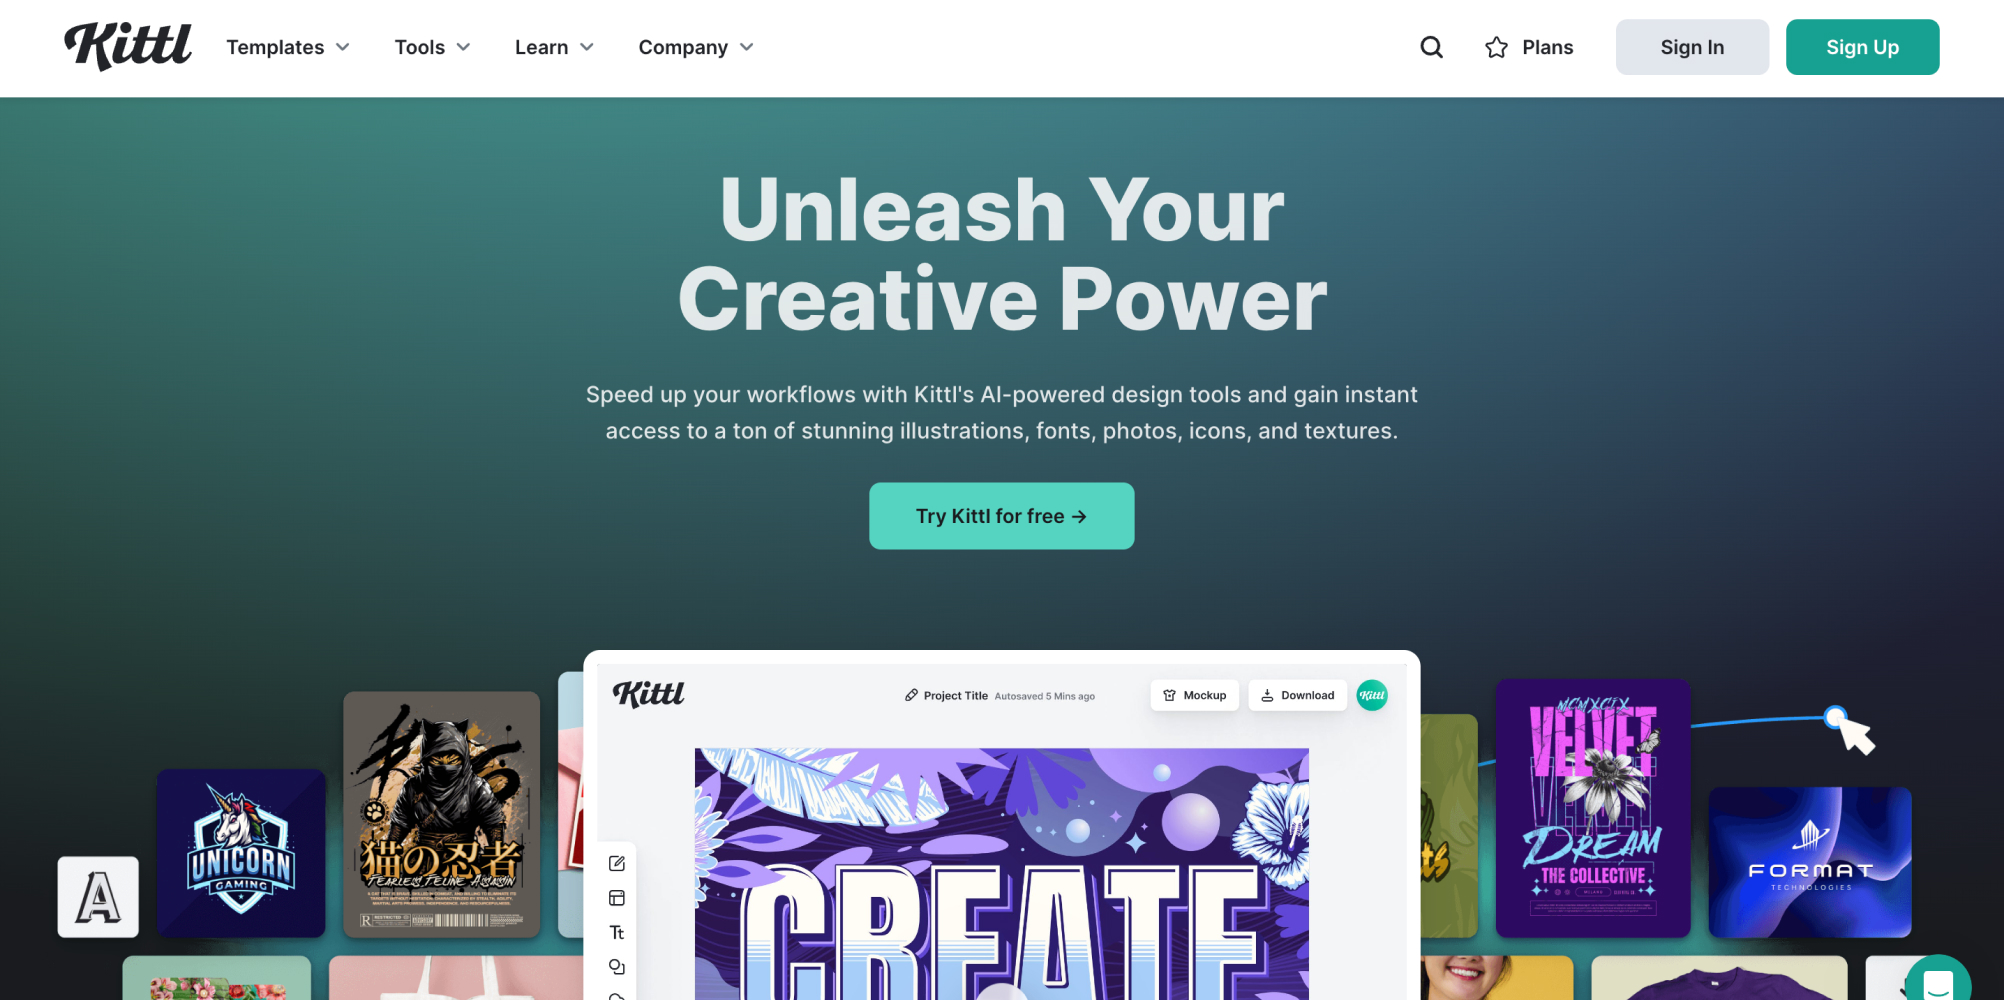 Kittl
Templates
Tools
Learn
Company
Plans
Sign In
Sign Up
Unleash Your
Creative Power
Speed up your workflows with Kittl's AI-powered design tools and gain instant
access to a ton of stunning illustrations, fonts, photos, icons, and textures.
Try Kittl for free →
Kittl
Project Title
Autosaved 5 Mins ago
Mockup
Download
Kittl
Tt
CREATE
A
UNICORN
GAMING
猫の忍者
FEARLESS FELINE ASSASSIN
R
RESTRICTED
MCMXCIX
VELVET
DREAM
THE COLLECTIVE
FORMAT
TECHNOLOGIES